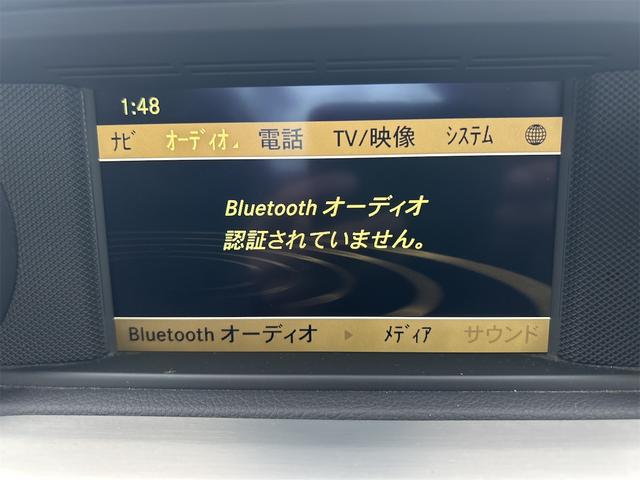 1:48
ナビ オーディオ 電話 TV/映像 システム
Bluetooth オーディオ
認証されていません。
Bluetooth オーディオ メディア サウンド